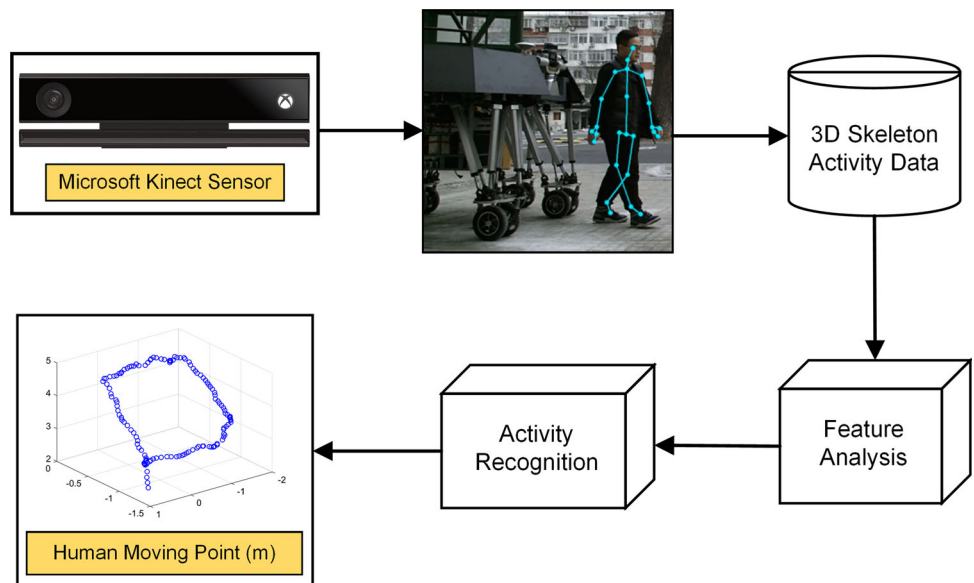 Microsoft Kinect Sensor
3D Skeleton
Activity Data
Feature
Analysis
Activity
Recognition
5
4
3
2
0
-0.5
-1
-1.5
1
0
-1
-2
Human Moving Point (m)